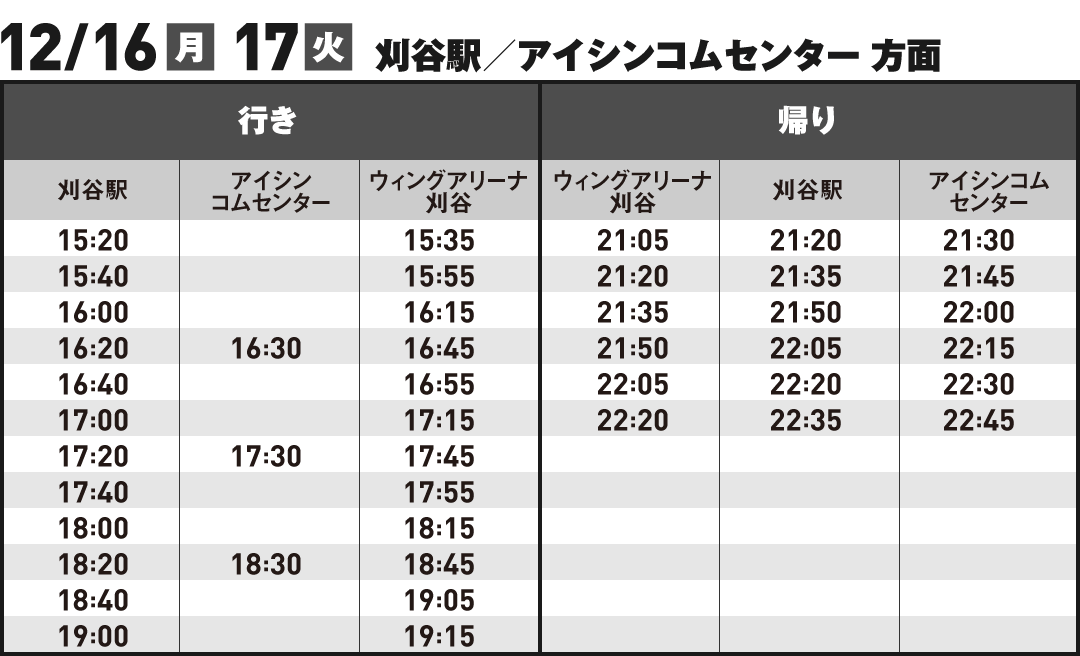 12/16 月 17 火 刈谷駅／アイシンコムセンター 方面
行き 帰り
刈谷駅 アイシン
コムセンター ウィングアリーナ
刈谷 ウィングアリーナ
刈谷 刈谷駅 アイシンコム
センター
15:20 15:35 21:05 21:20 21:30
15:40 15:55 21:20 21:35 21:45
16:00 16:15 21:35 21:50 22:00
16:20 16:30 16:45 21:50 22:05 22:15
16:40 16:55 22:05 22:20 22:30
17:00 17:15 22:20 22:35 22:45
17:20 17:30 17:45
17:40 17:55
18:00 18:15
18:20 18:30 18:45
18:40 19:05
19:00 19:15